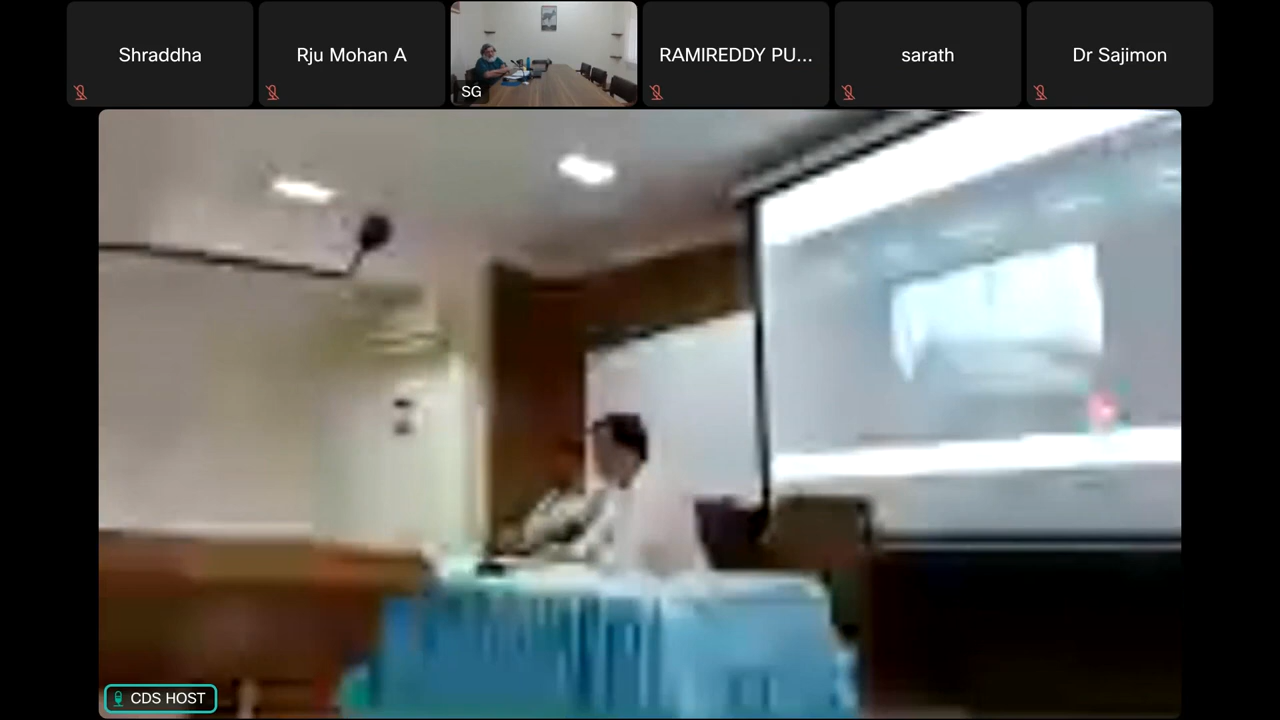 Shraddha
Rju Mohan A
SG
RAMIREDDY PU...
sarath
Dr Sajimon
CDS HOST